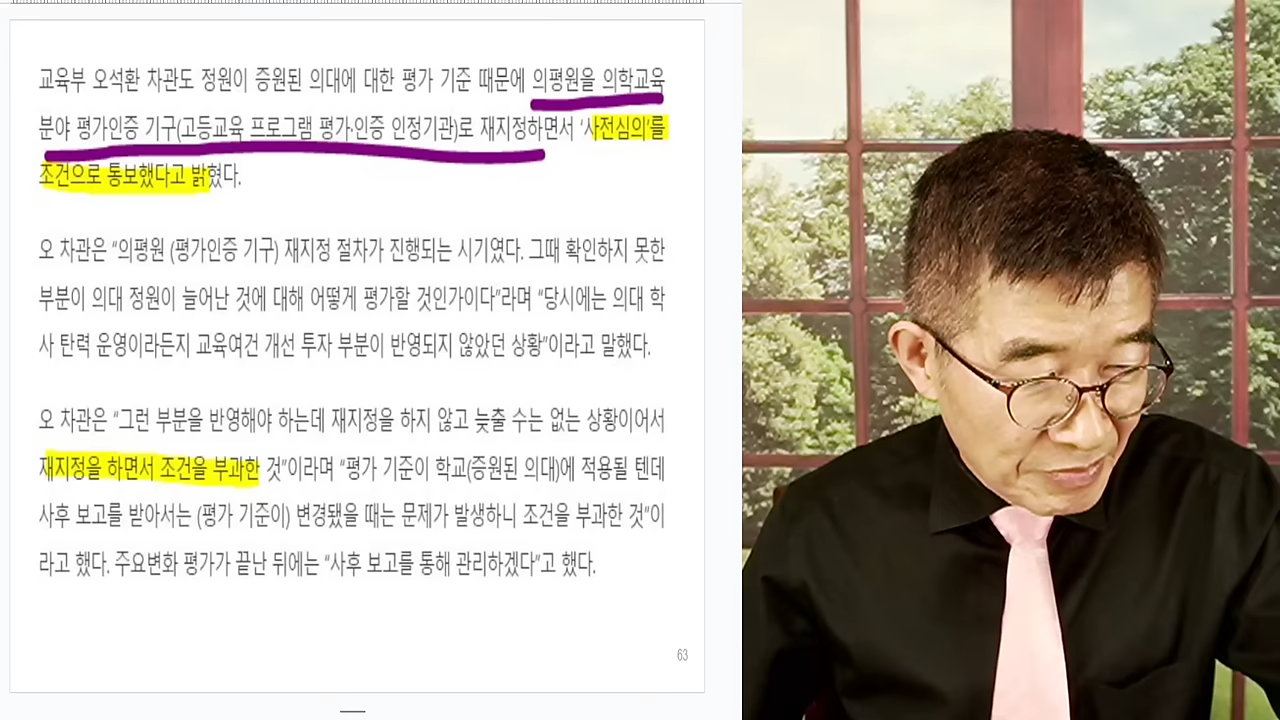 교육부 오석환 차관도 정원이 증원된 의대에 대한 평가 기준 때문에 의평원을 의학교육
분야 평가인증 기구(고등교육 프로그램 평가·인증 인정기관)로 재지정하면서 ‘사전심의’를
조건으로 통보했다고 밝혔다.
오 차관은 “의평원 (평가인증 기구) 재지정 절차가 진행되는 시기였다. 그때 확인하지 못한
부분이 의대 정원이 늘어난 것에 대해 어떻게 평가할 것인가이다”라며 “당시에는 의대 학
사 탄력 운영이라든지 교육여건 개선 투자 부분이 반영되지 않았던 상황”이라고 말했다.
오 차관은 “그런 부분을 반영해야 하는데 재지정을 하지 않고 늦출 수는 없는 상황이어서
재지정을 하면서 조건을 부과한 것”이라며 “평가 기준이 학교(증원된 의대)에 적용될 텐데
사후 보고를 받아서는 (평가 기준이) 변경됐을 때는 문제가 발생하니 조건을 부과한 것”이
라고 했다. 주요변화 평가가 끝난 뒤에는 “사후 보고를 통해 관리하겠다”고 했다.
63